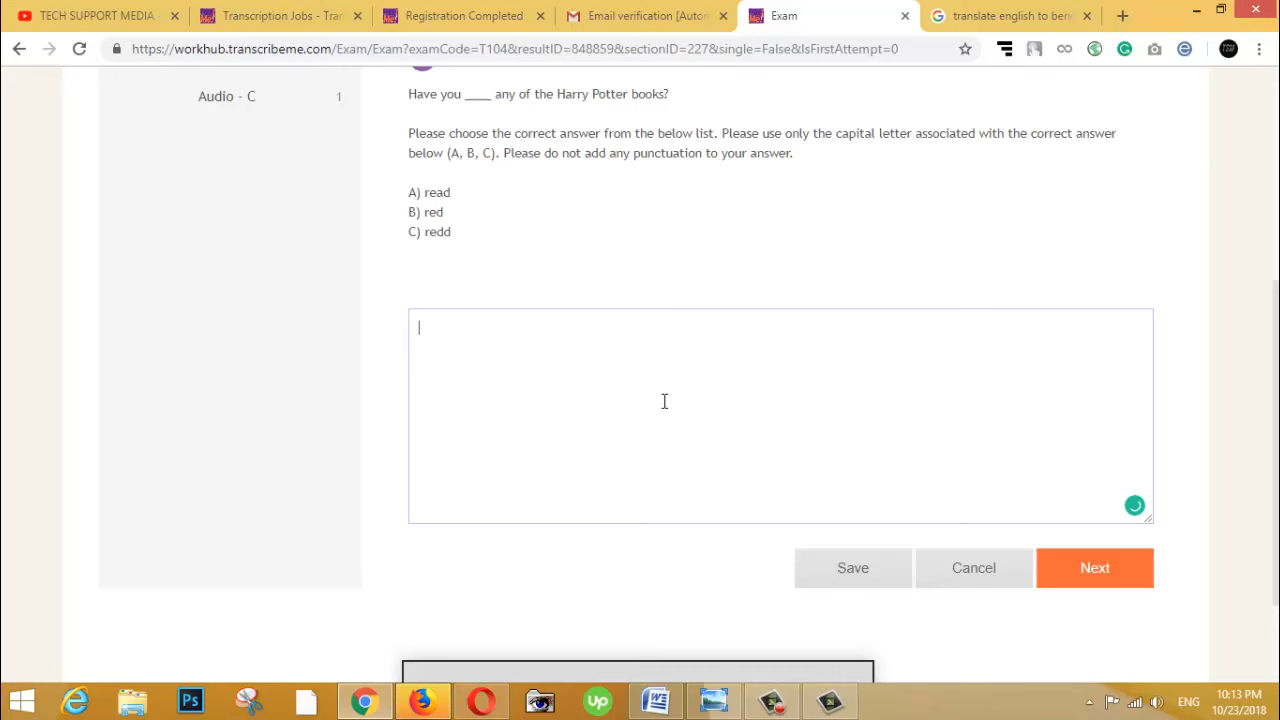 TECH SUPPORT MEDIA -
Transcription Jobs - Tra
Registration Completed
Email verification [Autom
Exam
translate english to ben
https://workhub.transcribeme.com/Exam/Exam?examCode=T104&resultID=848859&sectionID=227&single=False&IsFirstAttempt=0
Audio - C 1
Have you ____ any of the Harry Potter books?
Please choose the correct answer from the below list. Please use only the capital letter associated with the correct answer
below (A, B, C). Please do not add any punctuation to your answer.
A) read
B) red
C) redd
Save
Cancel
Next
Ps
Up
ENG
10:13 PM
10/23/2018